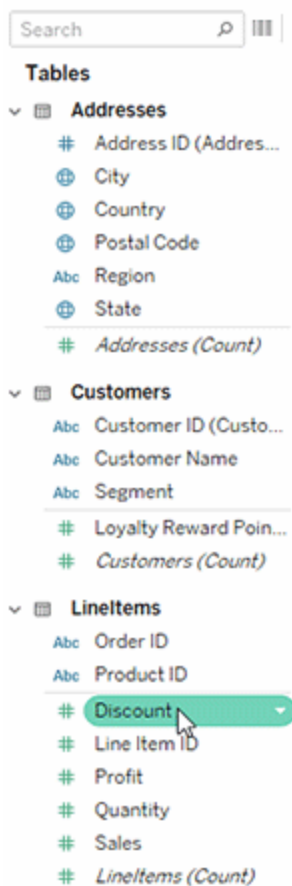 Search
Tables
Addresses
# Address ID (Addres...
City
Country
Postal Code
Abc Region
State
# Addresses (Count)
Customers
Abc Customer ID (Custo...
Abc Customer Name
Abc Segment
# Loyalty Reward Poin...
# Customers (Count)
LineItems
Abc Order ID
Abc Product ID
# Discount
# Line Item ID
# Profit
# Quantity
# Sales
# LineItems (Count)